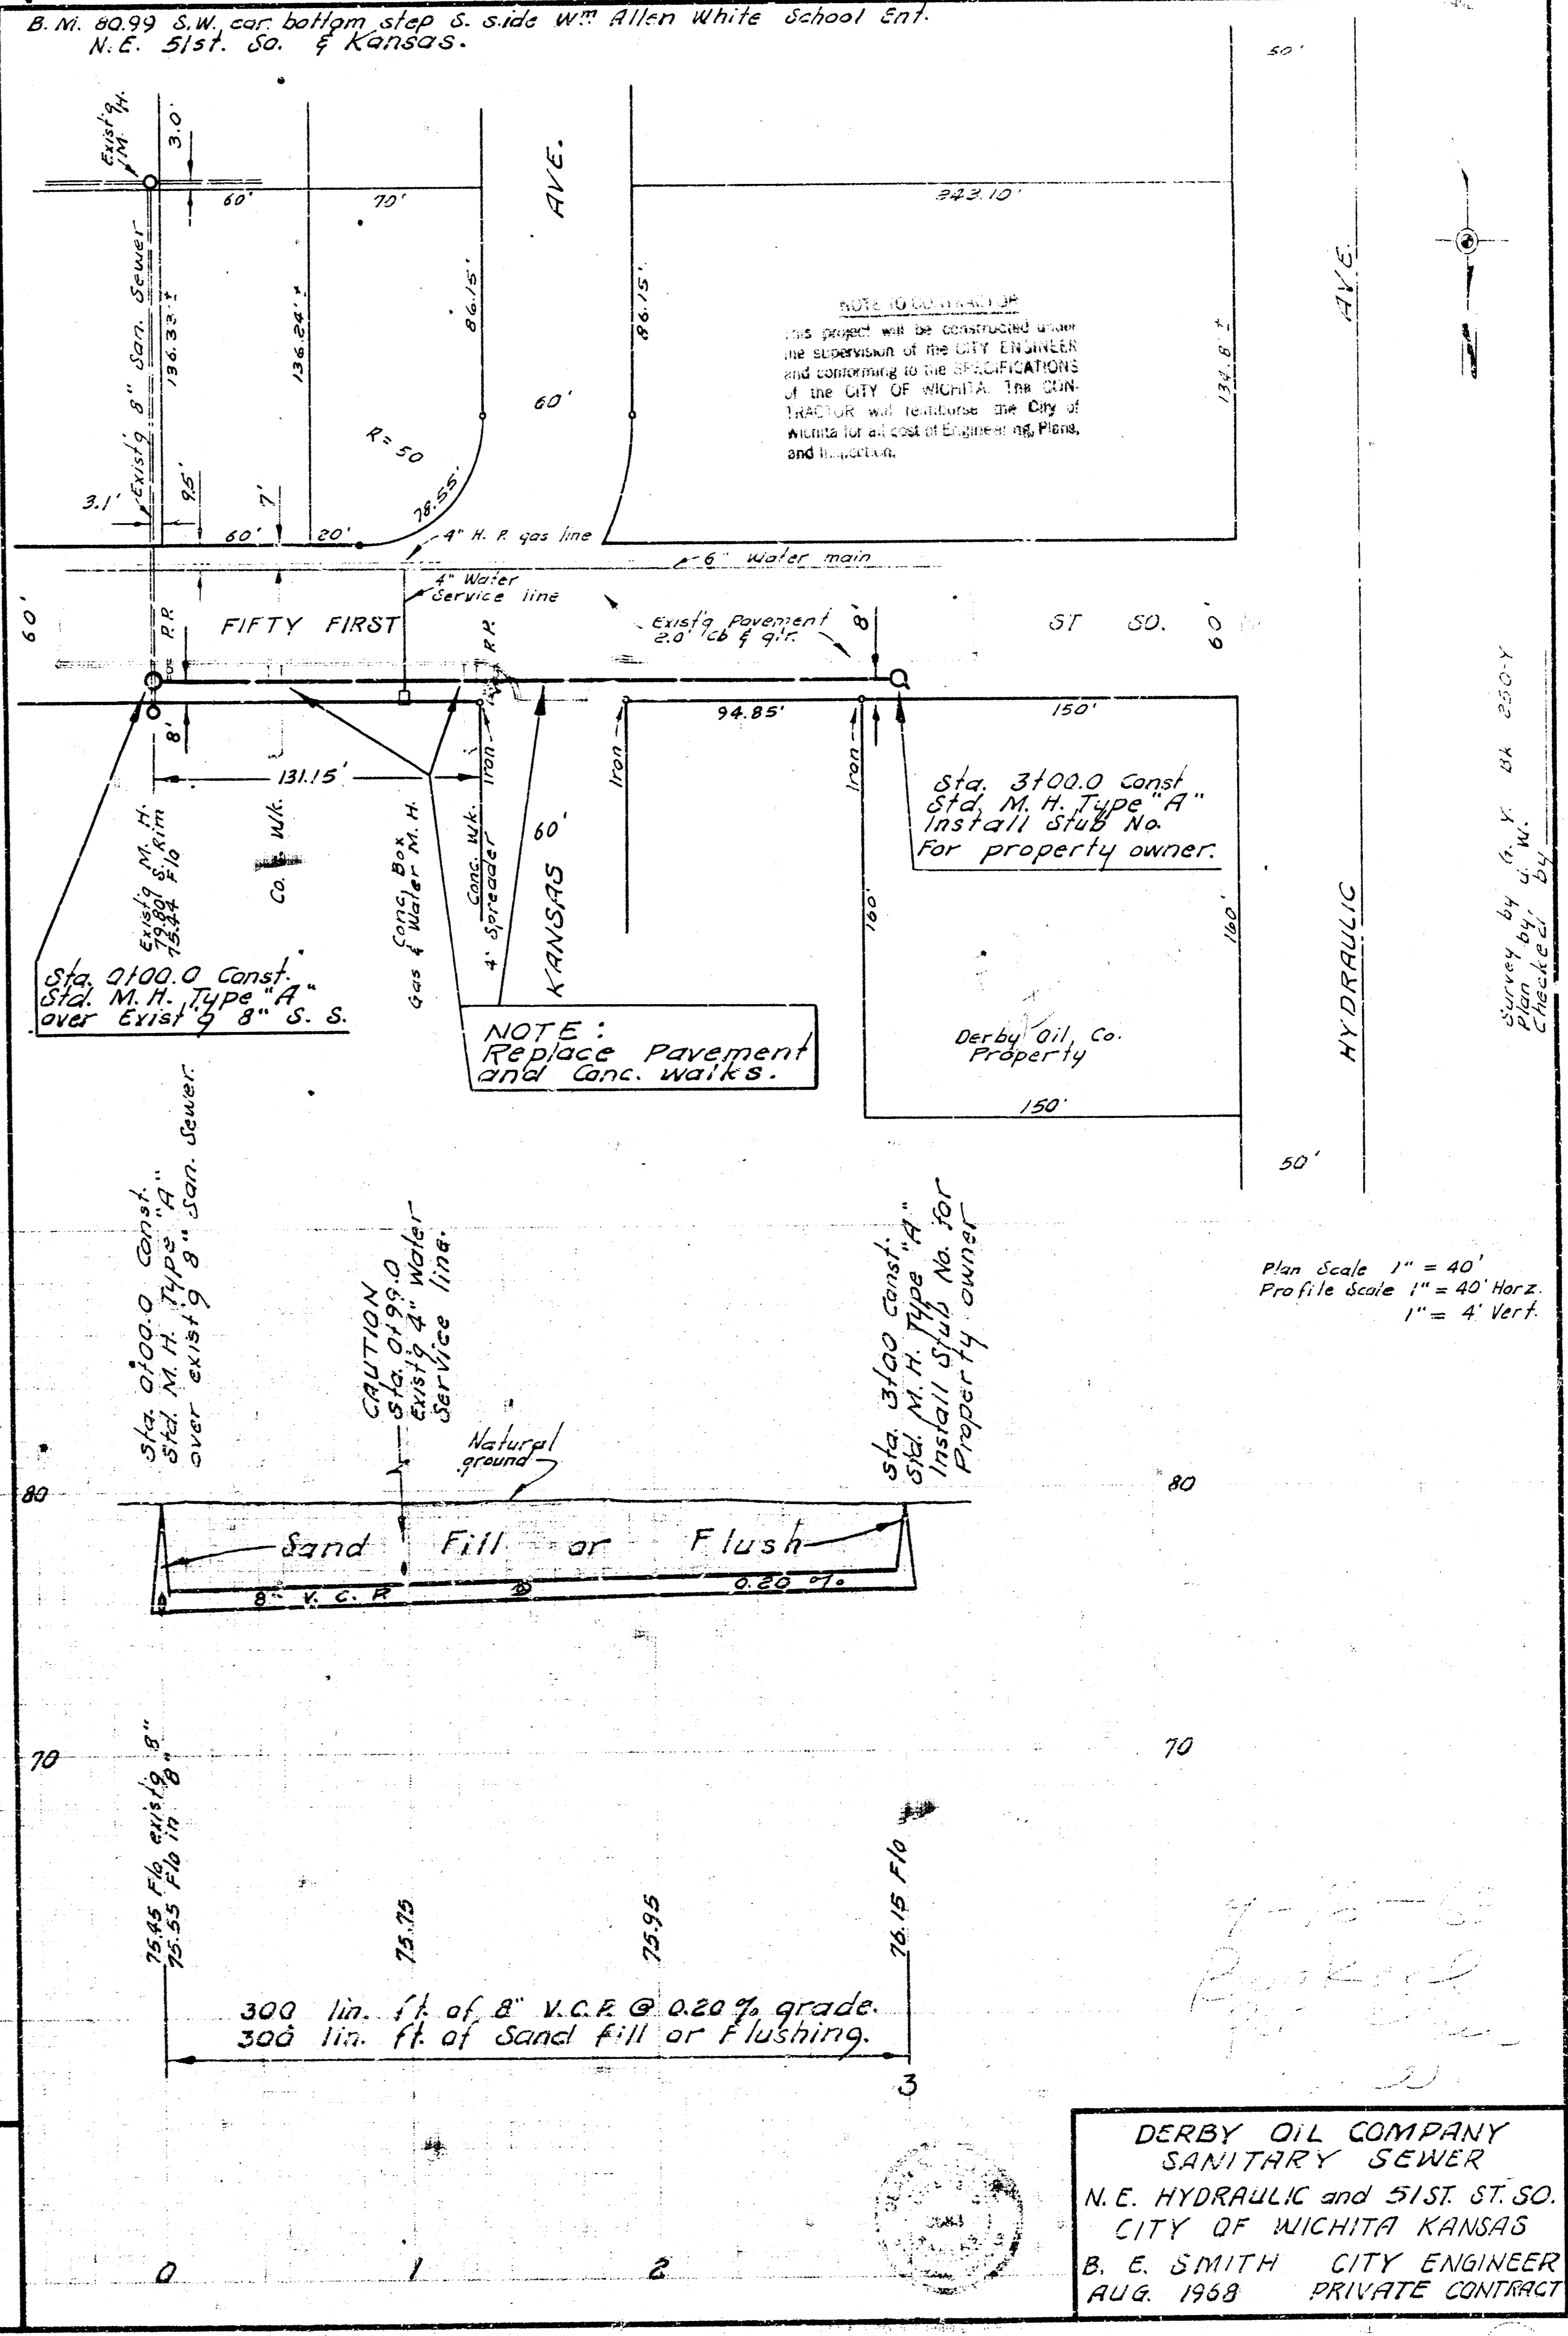 B. M. 80.99 S.W. cor. bottom step S. side Wm Allen White School Ent.
N.E. 51st. So. & Kansas.
50'
Exist'g
M.H.
3.0'
60'
70'
AVE.
243.10'
Exist'g 8" San. Sewer
136.33'±
136.24'±
86.15'
86.15'
NOTE TO CONTRACTOR
This project will be constructed under
the supervision of the CITY ENGINEER
and conforming to the SPECIFICATIONS
of the CITY OF WICHITA. The CON-
TRACTOR will reimburse the City of
Wichita for all cost of Engineering, Plans,
and Inspection.
134.8'±
AVE.
N
R = 50
60'
78.55'
3.1'
9.5'
7'
60'
20'
4" H. P. gas line
6" Water main
4" Water
Service line
60'
P.P.
FIFTY FIRST
P.P.
Exist'g Pavement
2.0' cb & gtr.
8'
ST SO.
60'
8'
131.15'
Iron
Iron
94.85'
Iron
150'
Sta. 3+00.0 Const
Std. M. H. Type "A"
Install Stub No.
For property owner.
Exist'g M. H.
79.80 S. Rim
75.44 Flo
Co. Wk.
Conc. Box
Gas & Water M. H.
Conc. Wk.
4' Spreader
60'
KANSAS
160'
160'
HYDRAULIC
Survey by G. Y. Bk 250-Y
Plan by J. W.
Checked by
Sta. 0+00.0 Const.
Std. M. H. Type "A"
over Exist'g 8" S. S.
NOTE :
Replace Pavement
and Conc. walks.
Derby Oil Co.
Property
150'
50'
Sta. 0+00.0 Const.
Std. M. H. Type "A"
over exist'g 8" San. Sewer.
CAUTION
Sta. 0+99.0
Exist'g 4" Water
Service line.
Sta. 3+00 Const.
Std. M. H. Type "A"
Install Stub No. for
Property owner
Plan Scale 1" = 40'
Profile Scale 1" = 40' Horz.
1" = 4' Vert.
Natural
ground
80
80
Sand Fill or Flush
8" V. C. P. 0.20 %
70
70
75.45 Flo exist'g 8"
75.55 Flo in 8"
75.75
75.95
76.15 Flo
300 lin. ft. of 8" V.C.P. @ 0.20 % grade.
300 lin. ft. of Sand fill or Flushing.
3
0
1
2
DERBY OIL COMPANY
SANITARY SEWER
N. E. HYDRAULIC and 51ST. ST. SO.
CITY OF WICHITA KANSAS
B. E. SMITH CITY ENGINEER
AUG. 1968 PRIVATE CONTRACT